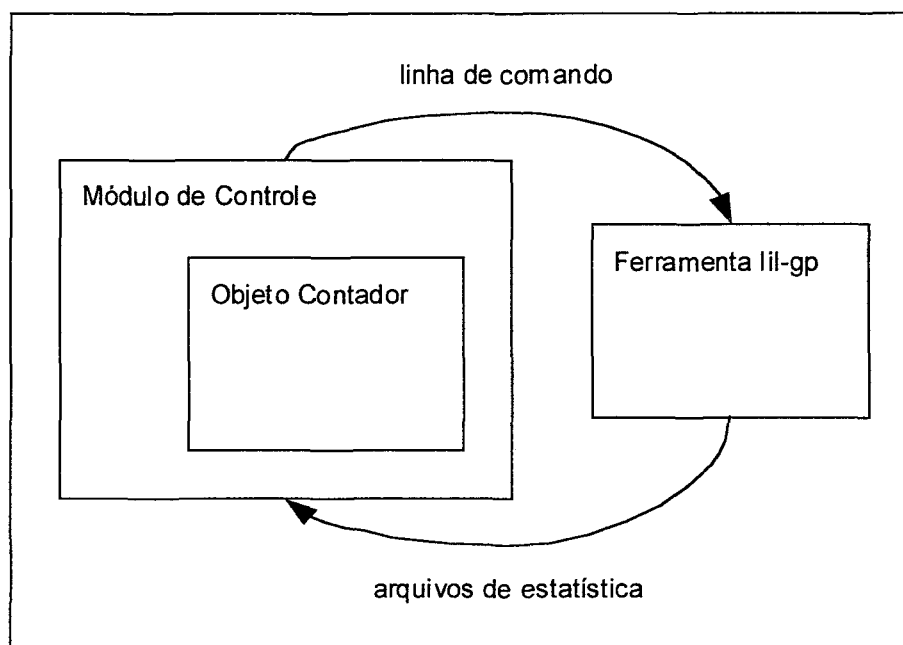 linha de comando
Módulo de Controle
Objeto Contador
Ferramenta lil-gp
arquivos de estatística